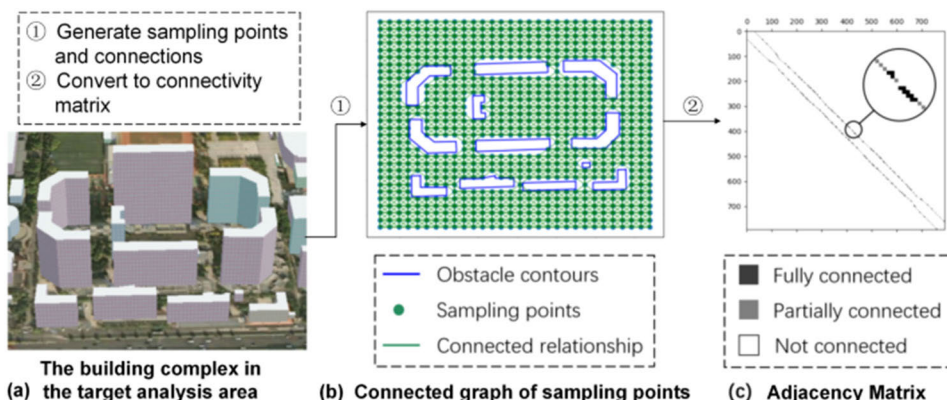 ① Generate sampling points
and connections
② Convert to connectivity
matrix
①
②
0 100 200 300 400 500 600 700
0
100
200
300
400
500
600
700
Obstacle contours
Sampling points
Connected relationship
Fully connected
Partially connected
Not connected
The building complex in
(a) the target analysis area
(b) Connected graph of sampling points
(c) Adjacency Matrix